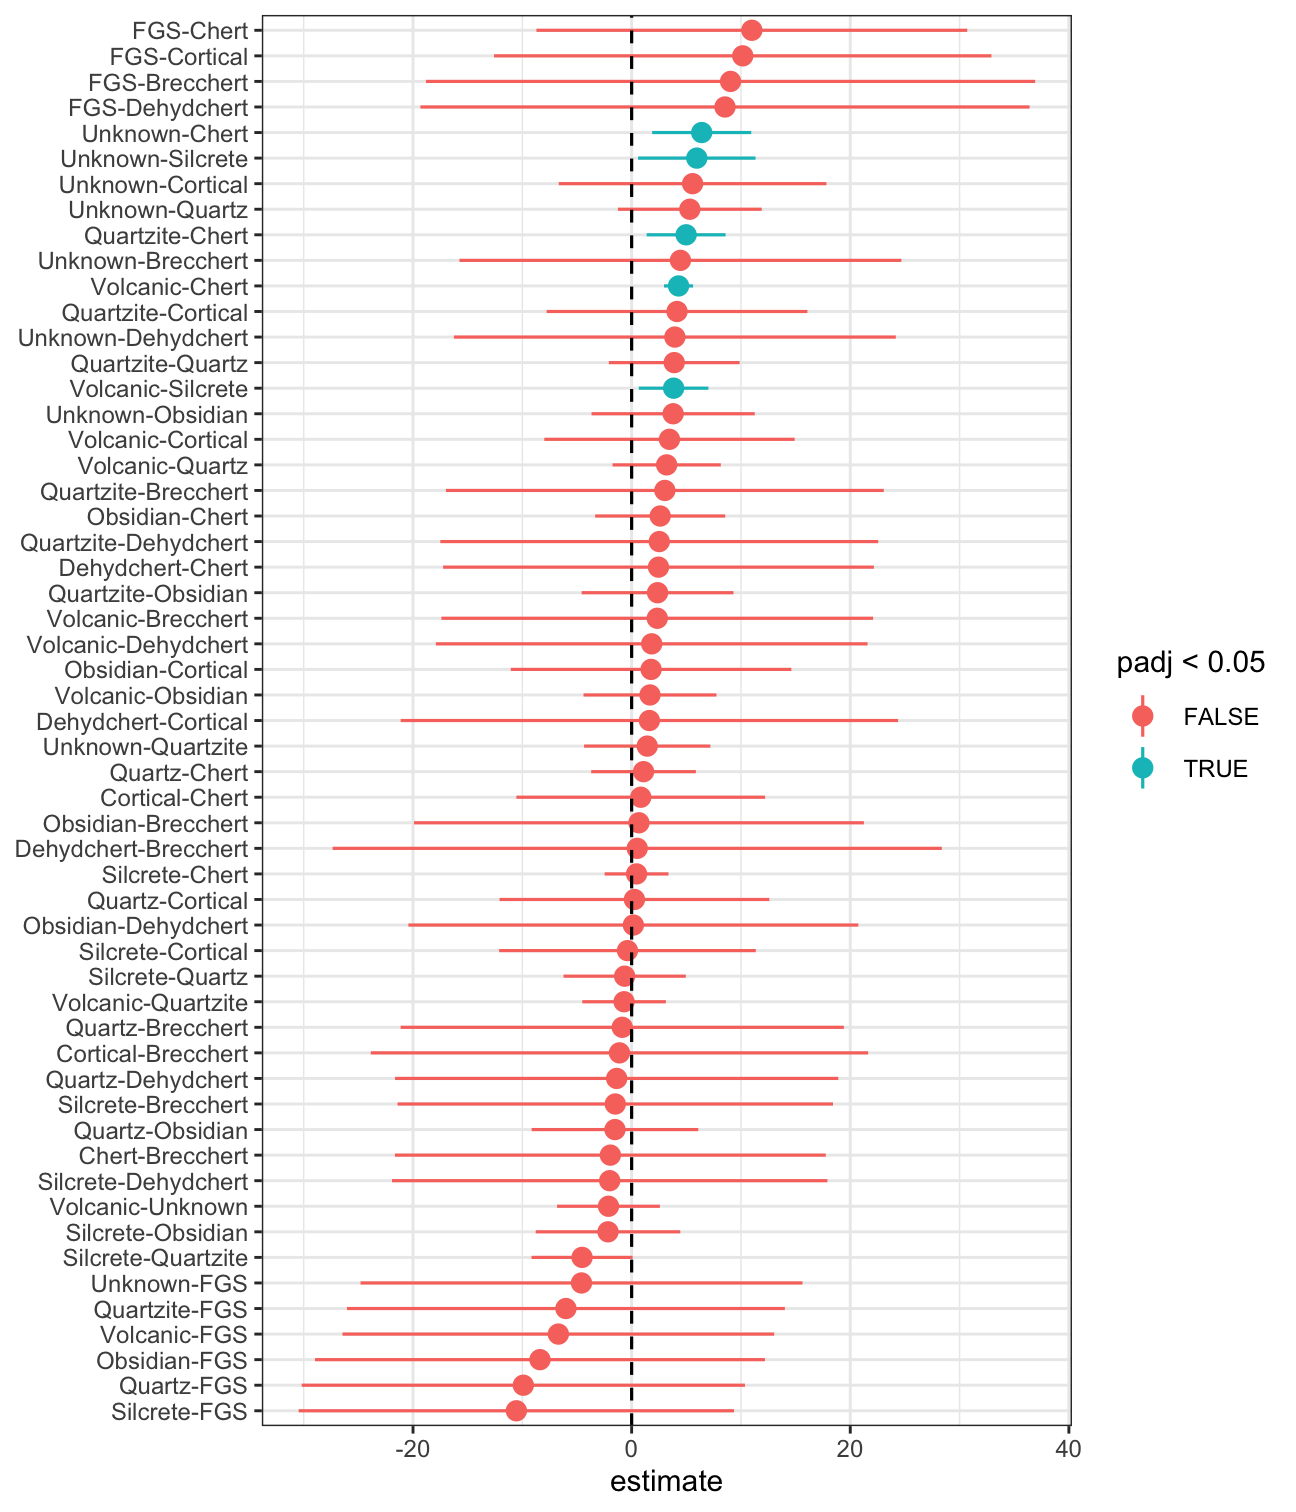 FGS-Chert
FGS-Cortical
FGS-Brecchert
FGS-Dehydchert
Unknown-Chert
Unknown-Silcrete
Unknown-Cortical
Unknown-Quartz
Quartzite-Chert
Unknown-Brecchert
Volcanic-Chert
Quartzite-Cortical
Unknown-Dehydchert
Quartzite-Quartz
Volcanic-Silcrete
Unknown-Obsidian
Volcanic-Cortical
Volcanic-Quartz
Quartzite-Brecchert
Obsidian-Chert
Quartzite-Dehydchert
Dehydchert-Chert
Quartzite-Obsidian
Volcanic-Brecchert
Volcanic-Dehydchert
Obsidian-Cortical
Volcanic-Obsidian
Dehydchert-Cortical
Unknown-Quartzite
Quartz-Chert
Cortical-Chert
Obsidian-Brecchert
Dehydchert-Brecchert
Silcrete-Chert
Quartz-Cortical
Obsidian-Dehydchert
Silcrete-Cortical
Silcrete-Quartz
Volcanic-Quartzite
Quartz-Brecchert
Cortical-Brecchert
Quartz-Dehydchert
Silcrete-Brecchert
Quartz-Obsidian
Chert-Brecchert
Silcrete-Dehydchert
Volcanic-Unknown
Silcrete-Obsidian
Silcrete-Quartzite
Unknown-FGS
Quartzite-FGS
Volcanic-FGS
Obsidian-FGS
Quartz-FGS
Silcrete-FGS
-20 0 20 40
estimate
padj < 0.05
FALSE
TRUE